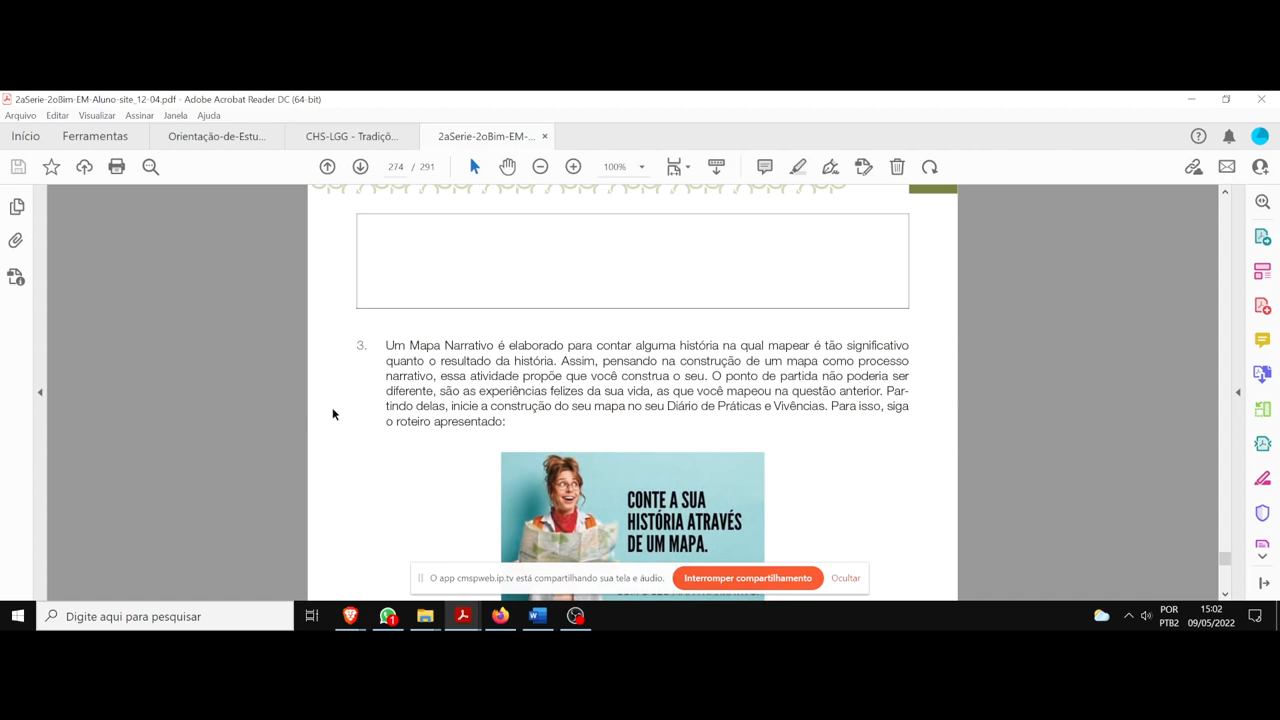 2aSerie-2oBim-EM-Aluno-site_12-04.pdf - Adobe Acrobat Reader DC (64-bit)
Arquivo Editar Visualizar Assinar Janela Ajuda
Início Ferramentas Orientação-de-Estu... CHS-LGG - Tradiçõ... 2aSerie-2oBim-EM-... ×
274 / 291 100%
3. Um Mapa Narrativo é elaborado para contar alguma história na qual mapear é tão significativo
quanto o resultado da história. Assim, pensando na construção de um mapa como processo
narrativo, essa atividade propõe que você construa o seu. O ponto de partida não poderia ser
diferente, são as experiências felizes da sua vida, as que você mapeou na questão anterior. Par-
tindo delas, inicie a construção do seu mapa no seu Diário de Práticas e Vivências. Para isso, siga
o roteiro apresentado:
CONTE A SUA
HISTÓRIA ATRAVÉS
DE UM MAPA.
O app cmspweb.ip.tv está compartilhando sua tela e áudio. Interromper compartilhamento Ocultar
Digite aqui para pesquisar
1
POR 15:02
PTB2 09/05/2022